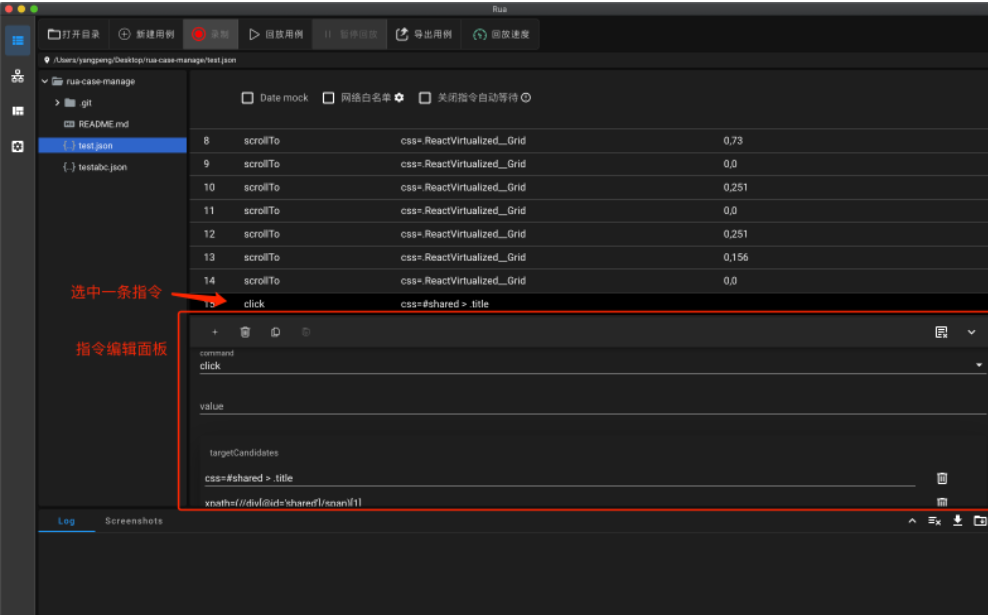 Rua
打开目录 新建用例 录制 回放用例 暂停回放 导出用例 回放速度
/Users/yangpeng/Desktop/rua-case-manage/test.json
rua-case-manage
.git
README.md
{..} test.json
{..} testabc.json
Date mock 网络白名单 关闭指令自动等待
8 scrollTo css=.ReactVirtualized__Grid 0,73
9 scrollTo css=.ReactVirtualized__Grid 0,0
10 scrollTo css=.ReactVirtualized__Grid 0,251
11 scrollTo css=.ReactVirtualized__Grid 0,0
12 scrollTo css=.ReactVirtualized__Grid 0,251
13 scrollTo css=.ReactVirtualized__Grid 0,156
14 scrollTo css=.ReactVirtualized__Grid 0,0
15 click css=#shared > .title
选中一条指令
指令编辑面板
command
click
value
targetCandidates
css=#shared > .title
xpath=(//div[@id='shared']/span)[1]
Log Screenshots